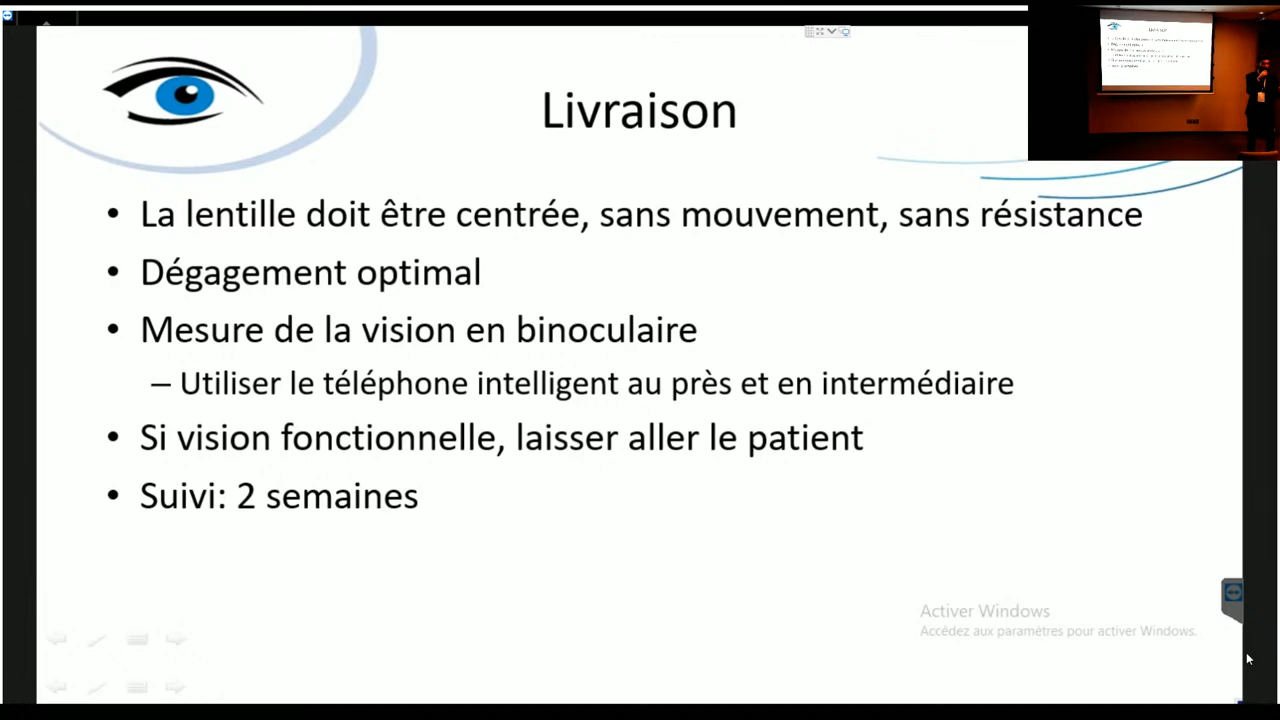 Livraison
• La lentille doit être centrée, sans mouvement, sans résistance
• Dégagement optimal
• Mesure de la vision en binoculaire
– Utiliser le téléphone intelligent au près et en intermédiaire
• Si vision fonctionnelle, laisser aller le patient
• Suivi: 2 semaines
Activer Windows
Accédez aux paramètres pour activer Windows.